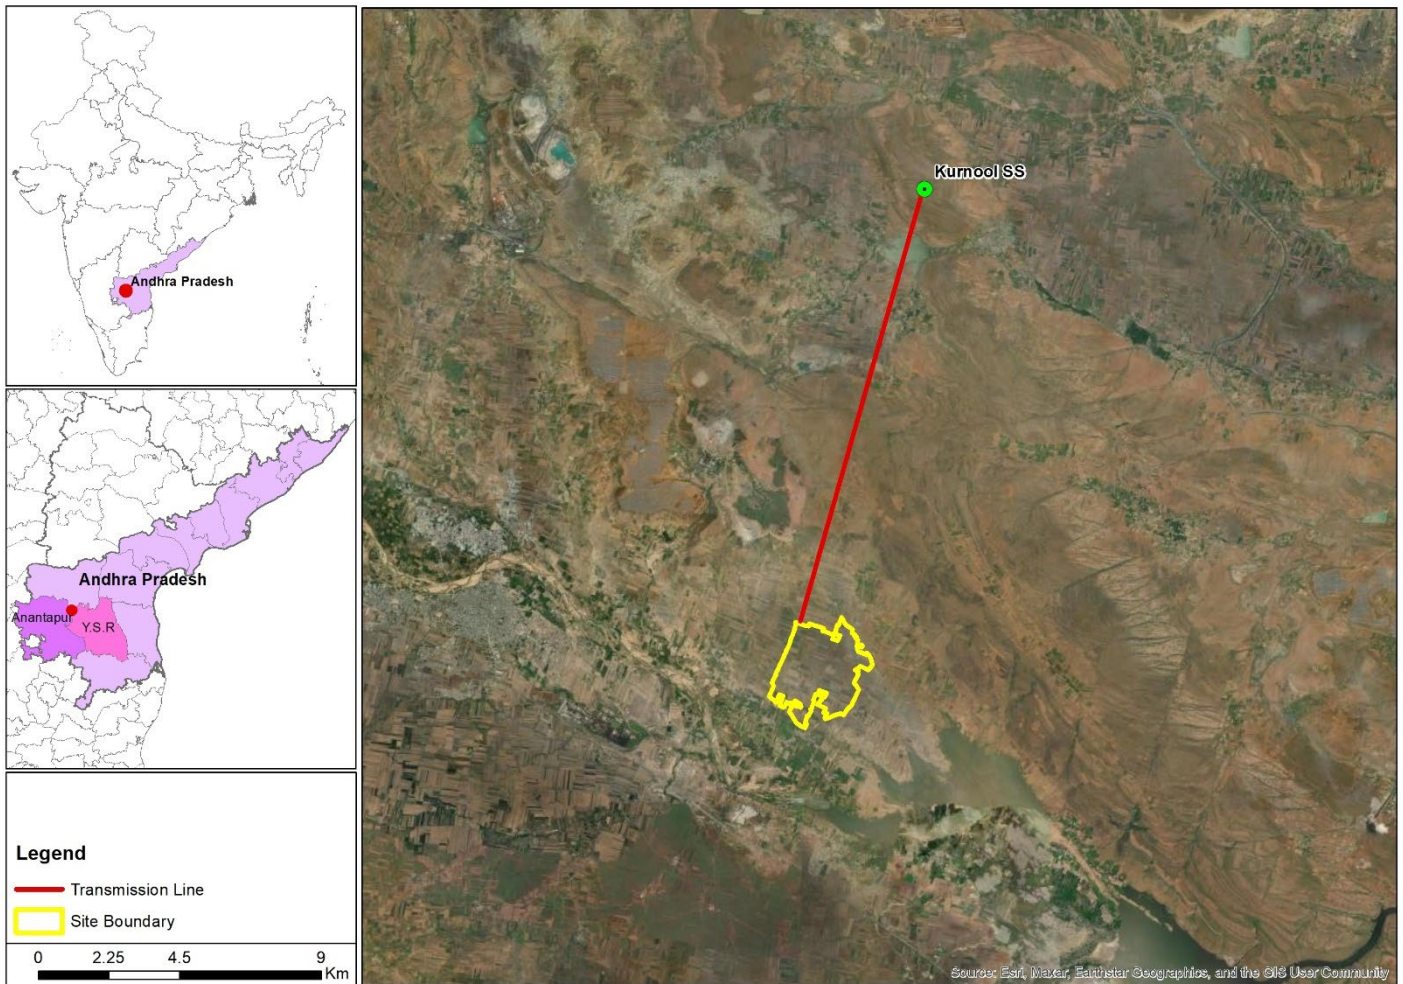 Andhra Pradesh
Andhra Pradesh
Anantapur
Y.S.R
Legend
Transmission Line
Site Boundary
0 2.25 4.5 9
Km
Kurnool SS
Source: Esri, Maxar, Earthstar Geographics, and the GIS User Community